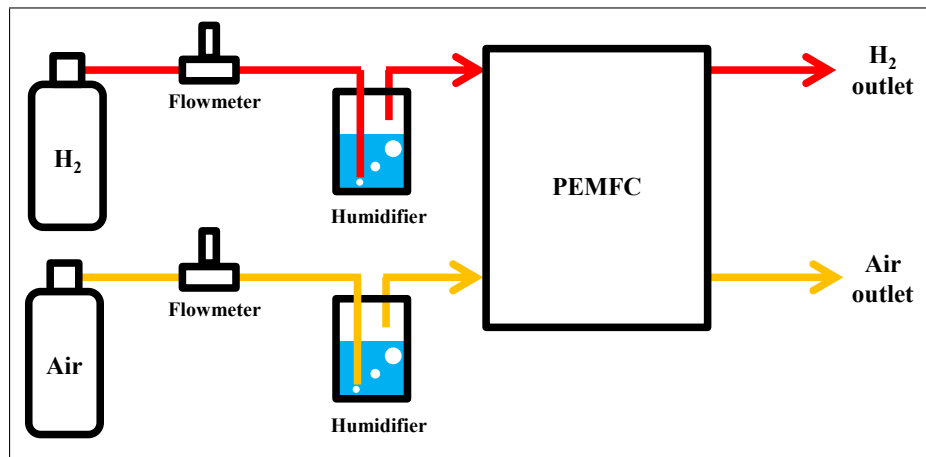 H₂
outlet
Flowmeter
H₂
PEMFC
Humidifier
Air
outlet
Flowmeter
Air
Humidifier